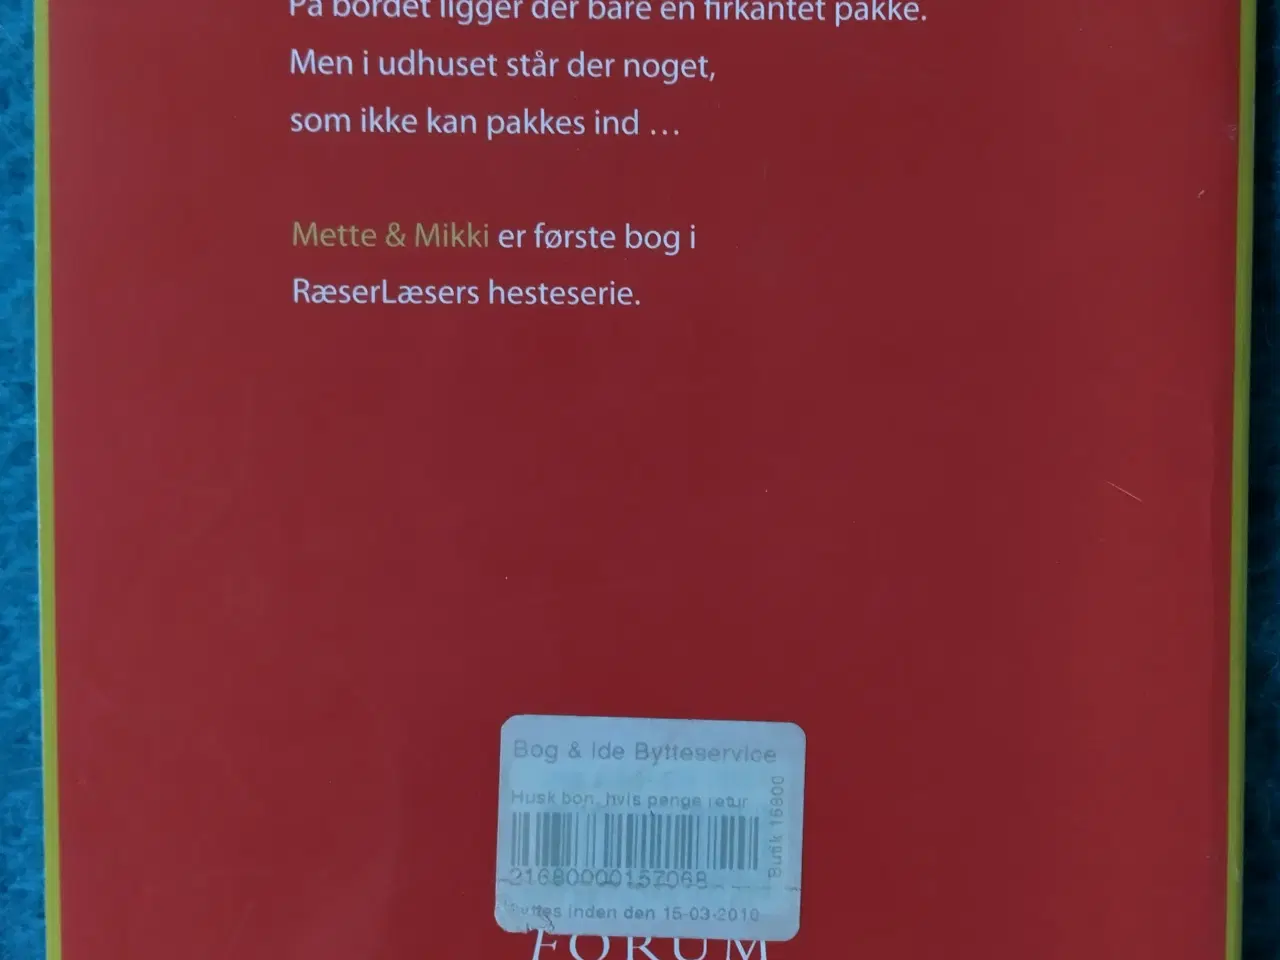 På bordet ligger der bare en firkantet pakke.
Men i udhuset står der noget,
som ikke kan pakkes ind ...
Mette & Mikki er første bog i
RæserLæsers hesteserie.
Bog & Ide Bytteservice
Husk bon, hvis penge retur
Butik 16800
21680000157068
Byttes inden den 15-03-2010
FORUM